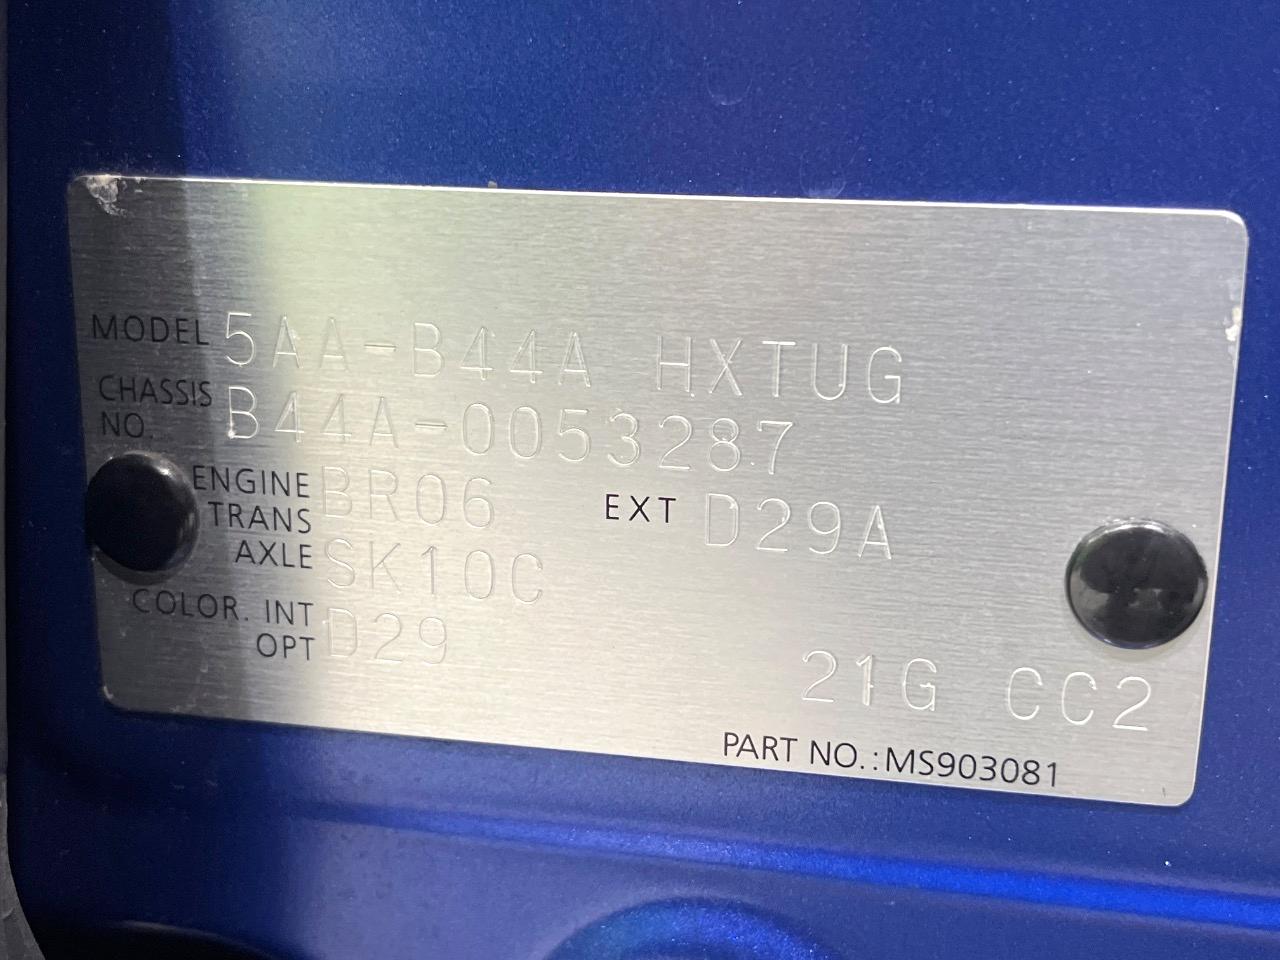 MODEL 5AA-B44A HXTUG
CHASSIS NO. B44A-0053287
ENGINE BR06 EXT D29A
TRANS AXLE SK10C
COLOR. INT OPT D29
21G CC2
PART NO.:MS903081